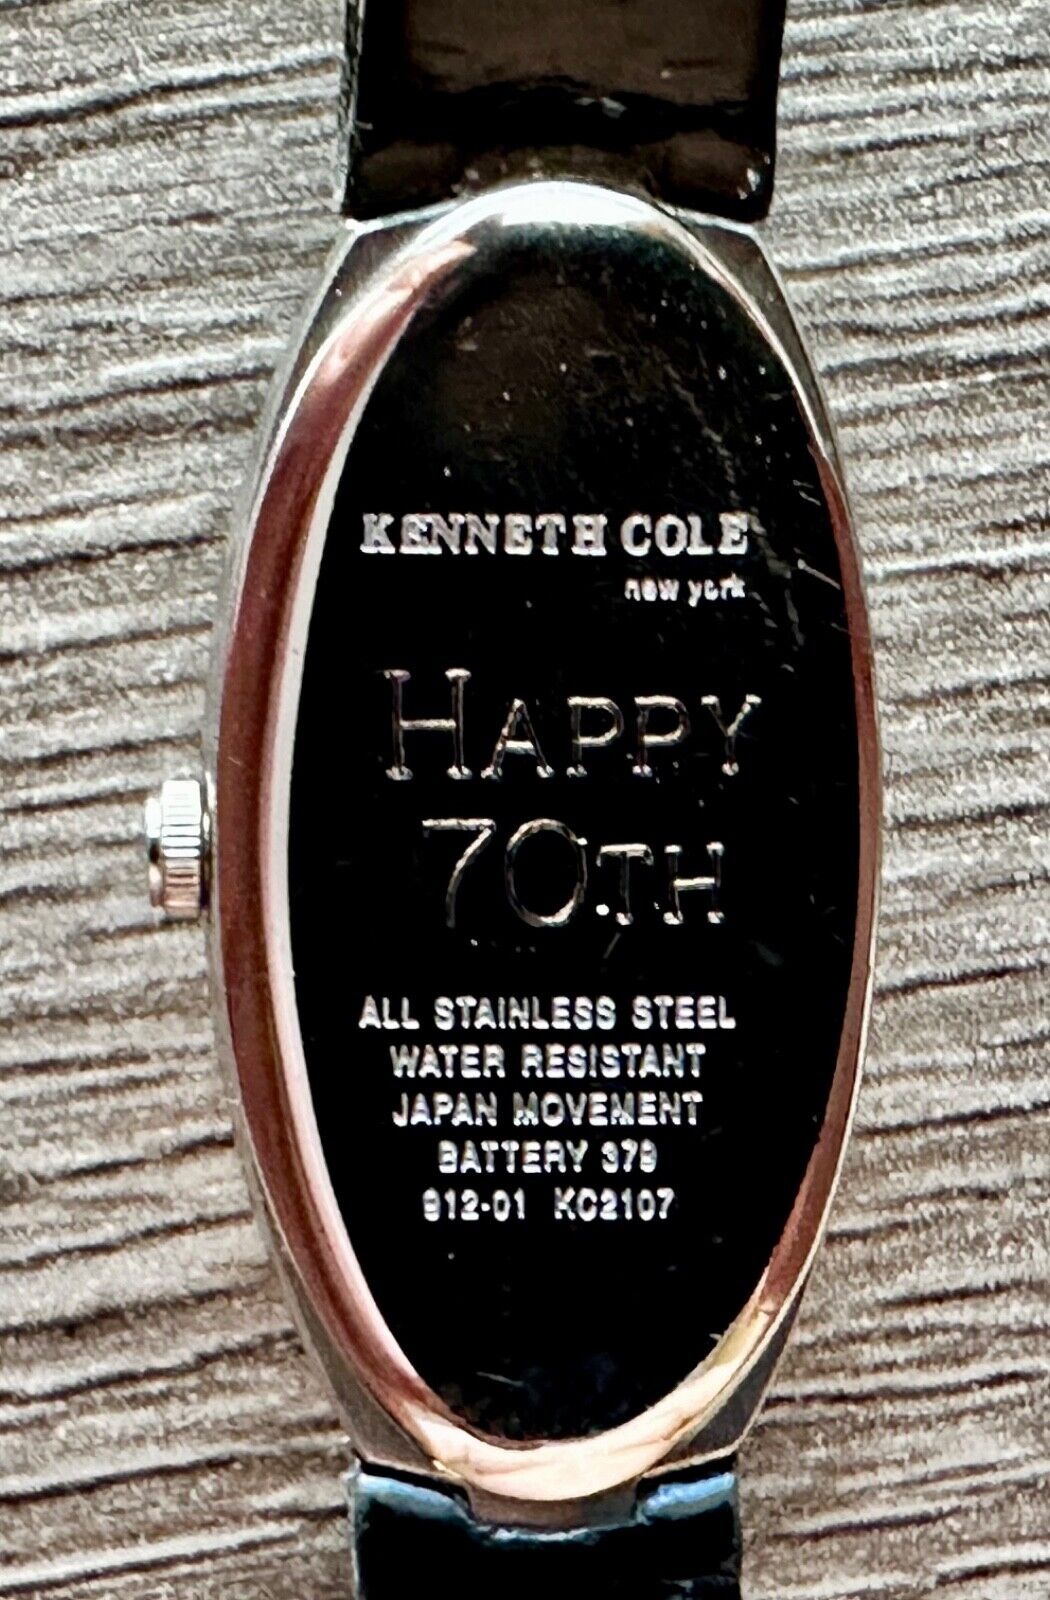 KENNETH COLE
new york
HAPPY
70TH
ALL STAINLESS STEEL
WATER RESISTANT
JAPAN MOVEMENT
BATTERY 379
912-01 KC2107